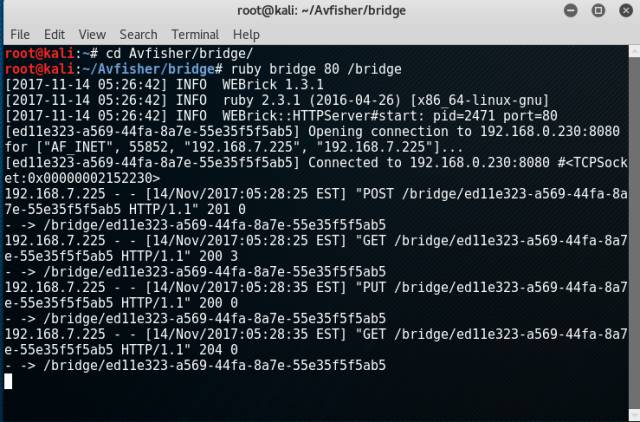 root@kali: ~/Avfisher/bridge
File Edit View Search Terminal Help
root@kali:~# cd Avfisher/bridge/
root@kali:~/Avfisher/bridge# ruby bridge 80 /bridge
[2017-11-14 05:26:42] INFO  WEBrick 1.3.1
[2017-11-14 05:26:42] INFO  ruby 2.3.1 (2016-04-26) [x86_64-linux-gnu]
[2017-11-14 05:26:42] INFO  WEBrick::HTTPServer#start: pid=2471 port=80
[ed11e323-a569-44fa-8a7e-55e35f5f5ab5] Opening connection to 192.168.0.230:8080
for ["AF_INET", 55852, "192.168.7.225", "192.168.7.225"]...
[ed11e323-a569-44fa-8a7e-55e35f5f5ab5] Connected to 192.168.0.230:8080 #<TCPSock
et:0x00000002152230>
192.168.7.225 - - [14/Nov/2017:05:28:25 EST] "POST /bridge/ed11e323-a569-44fa-8a
7e-55e35f5f5ab5 HTTP/1.1" 201 0
- -> /bridge/ed11e323-a569-44fa-8a7e-55e35f5f5ab5
192.168.7.225 - - [14/Nov/2017:05:28:25 EST] "GET /bridge/ed11e323-a569-44fa-8a7
e-55e35f5f5ab5 HTTP/1.1" 200 3
- -> /bridge/ed11e323-a569-44fa-8a7e-55e35f5f5ab5
192.168.7.225 - - [14/Nov/2017:05:28:35 EST] "PUT /bridge/ed11e323-a569-44fa-8a7
e-55e35f5f5ab5 HTTP/1.1" 200 0
- -> /bridge/ed11e323-a569-44fa-8a7e-55e35f5f5ab5
192.168.7.225 - - [14/Nov/2017:05:28:35 EST] "GET /bridge/ed11e323-a569-44fa-8a7
e-55e35f5f5ab5 HTTP/1.1" 204 0
- -> /bridge/ed11e323-a569-44fa-8a7e-55e35f5f5ab5